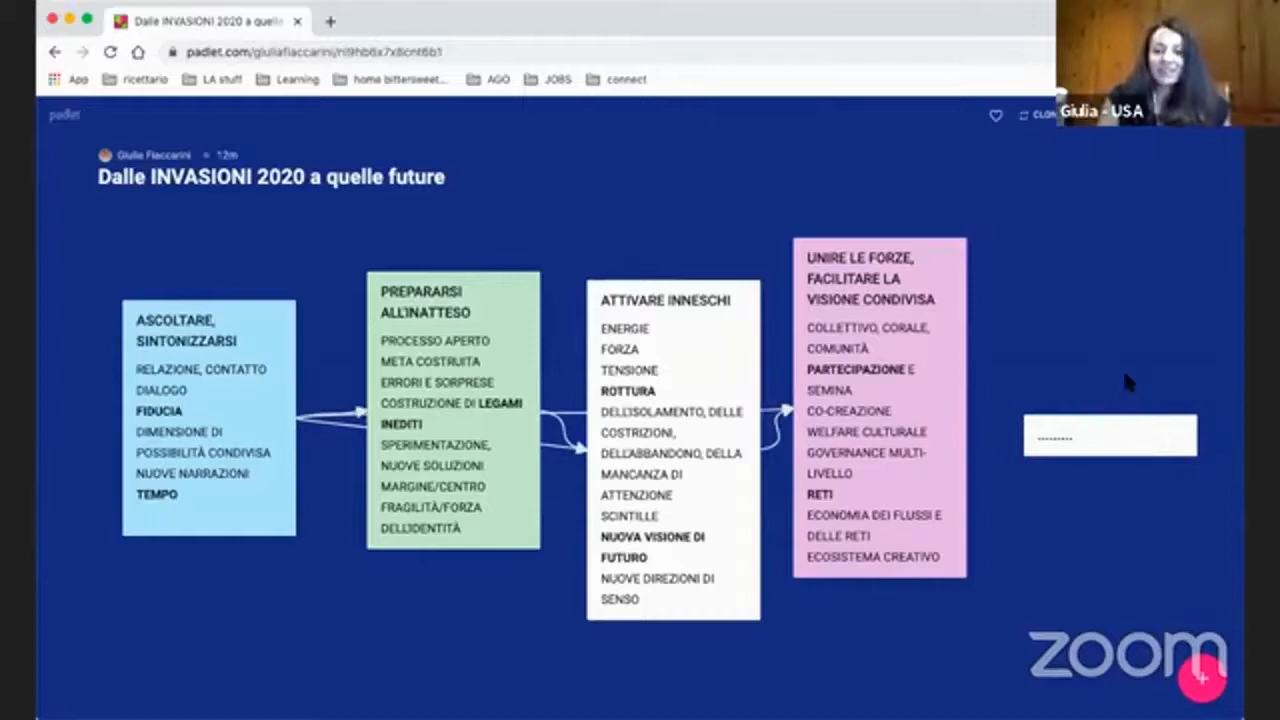 Dalle INVASIONI 2020 a quelle
padlet.com/giuliafiaccarini/
App
ricettario
LA stuff
Learning
home bittersweet...
AGO
JOBS
connect
padlet
CLON
Giulia - USA
Giulia Fiaccarini
12m
Dalle INVASIONI 2020 a quelle future
ASCOLTARE,
SINTONIZZARSI
RELAZIONE, CONTATTO
DIALOGO
FIDUCIA
DIMENSIONE DI
POSSIBILITÀ CONDIVISA
NUOVE NARRAZIONI
TEMPO
PREPARARSI
ALL'INATTESO
PROCESSO APERTO
META COSTRUITA
ERRORI E SORPRESE
COSTRUZIONE DI LEGAMI
INEDITI
SPERIMENTAZIONE,
NUOVE SOLUZIONI
MARGINE/CENTRO
FRAGILITÀ/FORZA
DELL'IDENTITÀ
ATTIVARE INNESCHI
ENERGIE
FORZA
TENSIONE
ROTTURA
DELL'ISOLAMENTO, DELLE
COSTRIZIONI,
DELL'ABBANDONO, DELLA
MANCANZA DI
ATTENZIONE
SCINTILLE
NUOVA VISIONE DI
FUTURO
NUOVE DIREZIONI DI
SENSO
UNIRE LE FORZE,
FACILITARE LA
VISIONE CONDIVISA
COLLETTIVO, CORALE,
COMUNITÀ
PARTECIPAZIONE E
SEMINA
CO-CREAZIONE
WELFARE CULTURALE
GOVERNANCE MULTI-
LIVELLO
RETI
ECONOMIA DEI FLUSSI E
DELLE RETI
ECOSISTEMA CREATIVO
.........
zoom